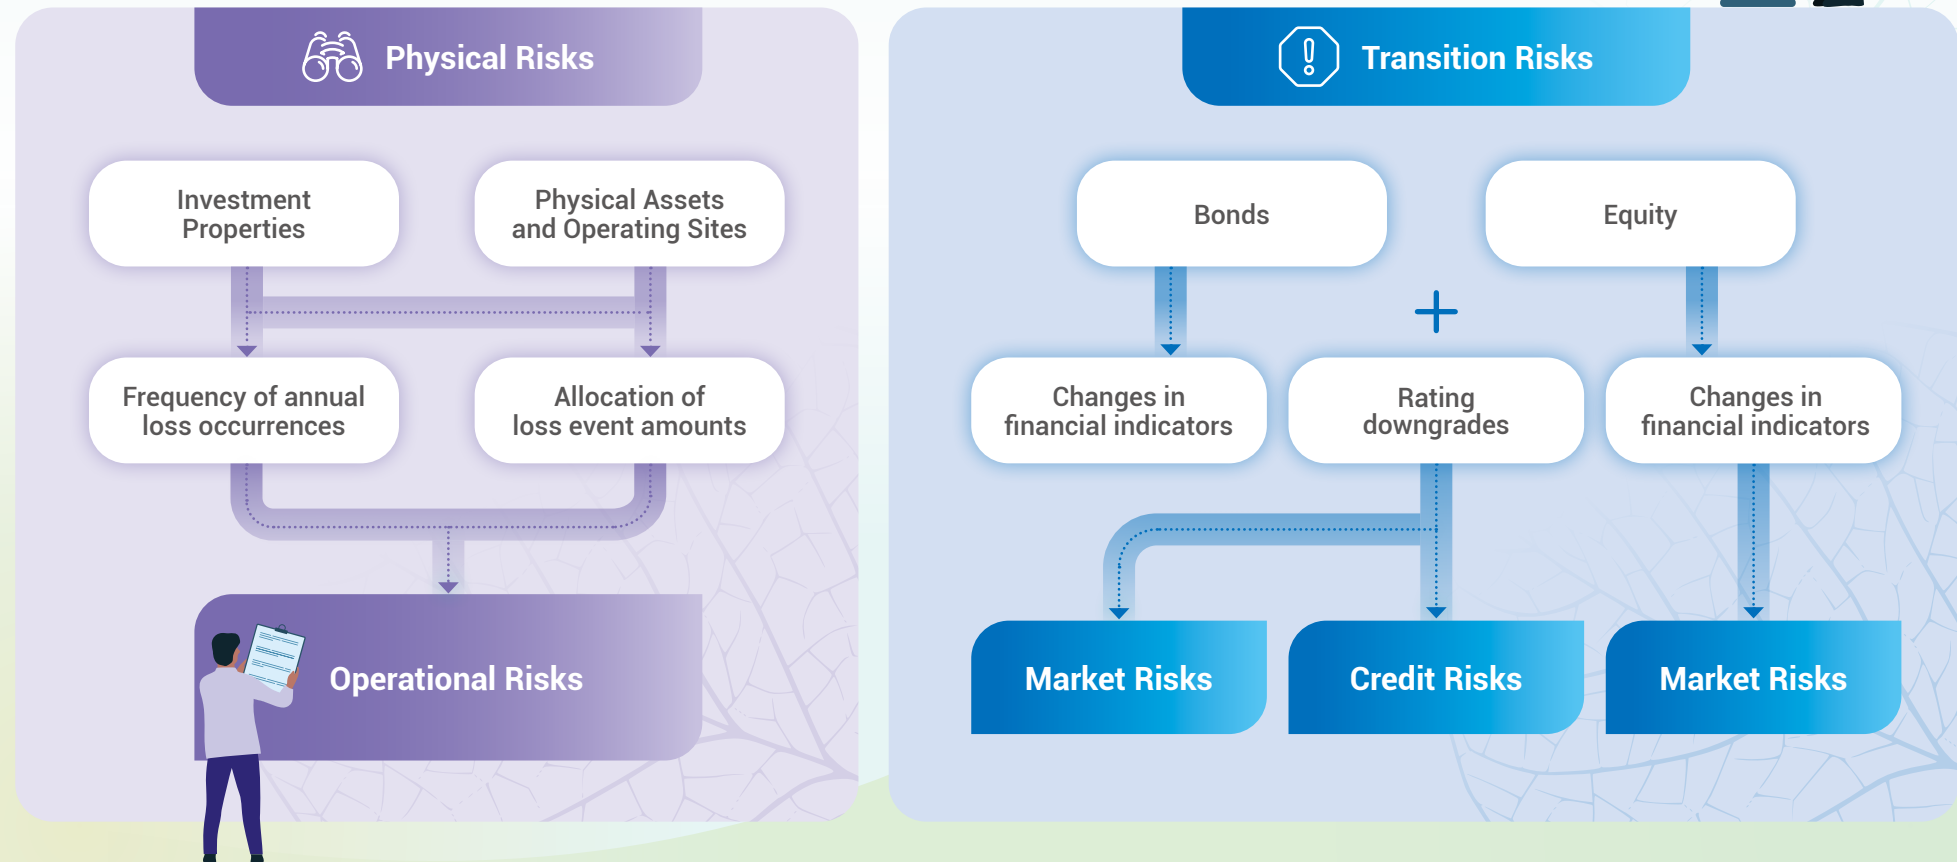 Physical Risks
Investment
Properties
Physical Assets
and Operating Sites
Frequency of annual
loss occurrences
Allocation of
loss event amounts
Operational Risks
Transition Risks
Bonds
Equity
+
Changes in
financial indicators
Rating
downgrades
Changes in
financial indicators
Market Risks
Credit Risks
Market Risks